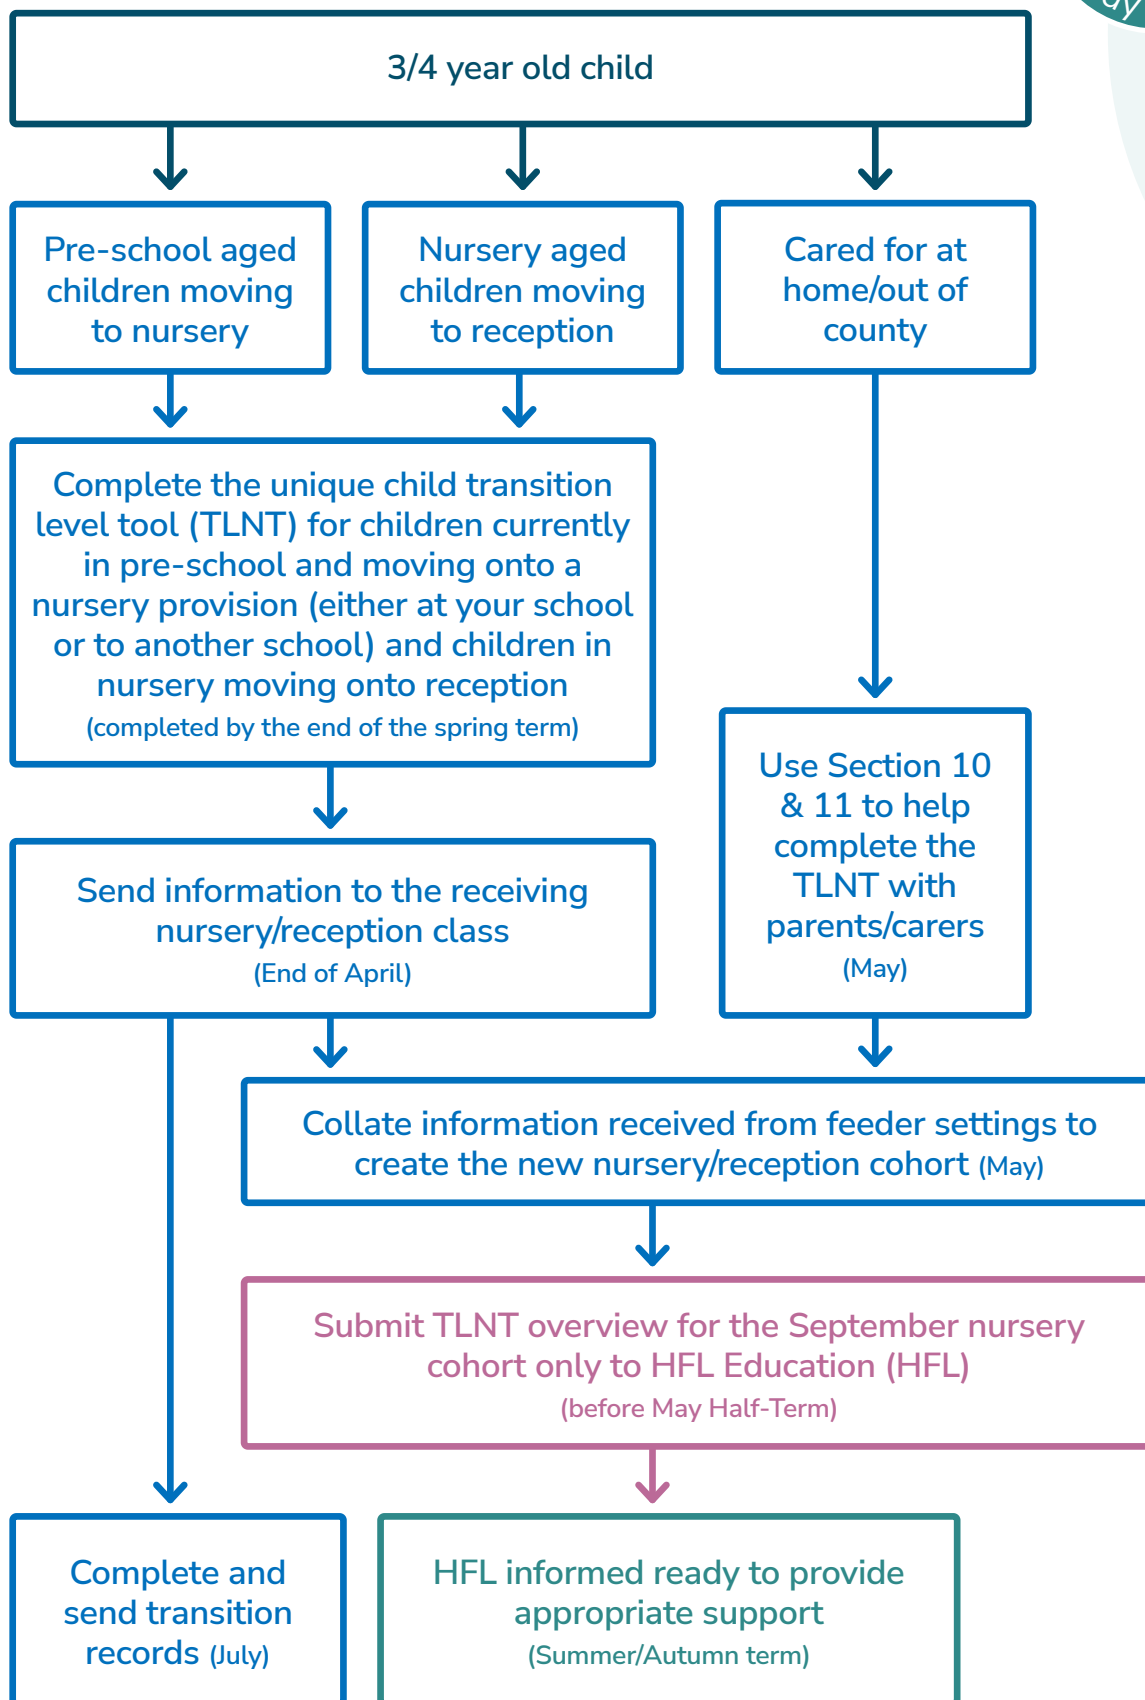 3/4 year old child
Pre-school aged
children moving
to nursery
Nursery aged
children moving
to reception
Cared for at
home/out of
county
Complete the unique child transition
level tool (TLNT) for children currently
in pre-school and moving onto a
nursery provision (either at your school
or to another school) and children in
nursery moving onto reception
(completed by the end of the spring term)
Use Section 10
& 11 to help
complete the
TLNT with
parents/carers
(May)
Send information to the receiving
nursery/reception class
(End of April)
Collate information received from feeder settings to
create the new nursery/reception cohort (May)
Submit TLNT overview for the September nursery
cohort only to HFL Education (HFL)
(before May Half-Term)
Complete and
send transition
records (July)
HFL informed ready to provide
appropriate support
(Summer/Autumn term)